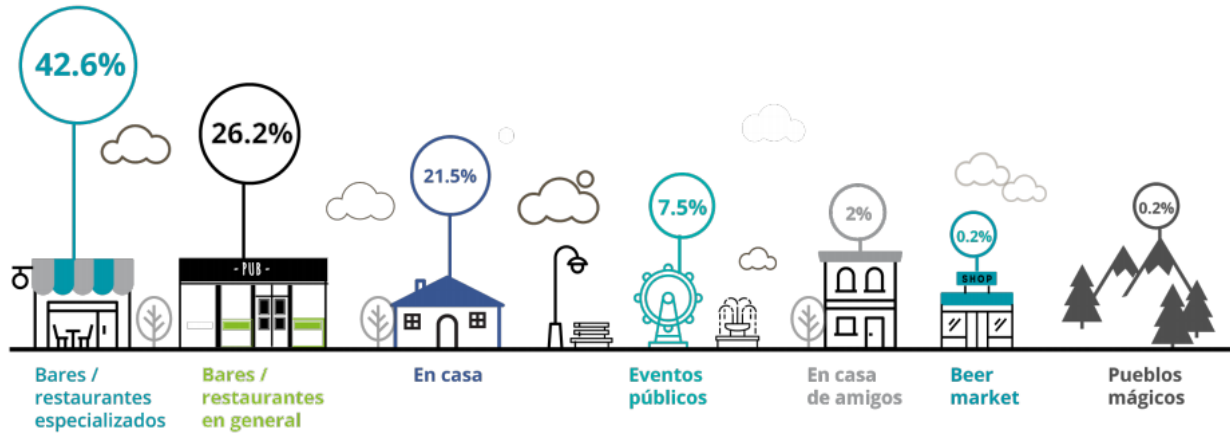 42.6%
26.2%
21.5%
7.5%
2%
0.2%
0.2%
- PUB -
SHOP
Bares /
restaurantes
especializados
Bares /
restaurantes
en general
En casa
Eventos
públicos
En casa
de amigos
Beer
market
Pueblos
mágicos